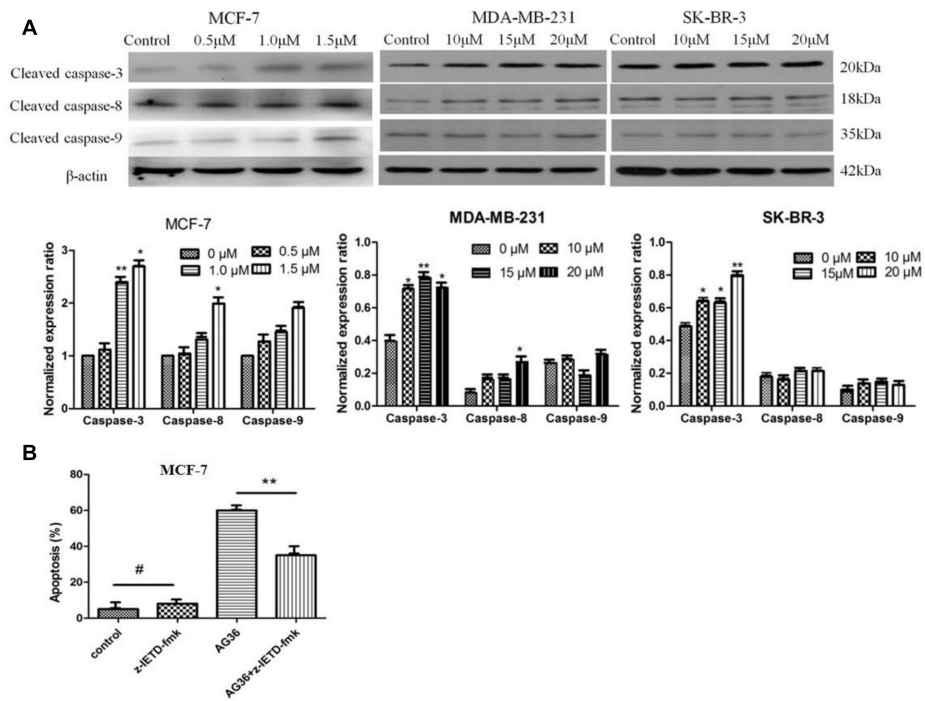 A
MCF-7 MDA-MB-231 SK-BR-3
Control 0.5μM 1.0μM 1.5μM Control 10μM 15μM 20μM Control 10μM 15μM 20μM
Cleaved caspase-3 20kDa
Cleaved caspase-8 18kDa
Cleaved caspase-9 35kDa
β-actin 42kDa
MCF-7
Normalized expression ratio
3
2
1
0
0 μM 0.5 μM
1.0 μM 1.5 μM
** * *
Caspase-3 Caspase-8 Caspase-9
MDA-MB-231
Normalized expression ratio
1.0
0.8
0.6
0.4
0.2
0.0
0 μM 10 μM
15 μM 20 μM
* ** * *
Caspase-3 Caspase-8 Caspase-9
SK-BR-3
Normalized expression ratio
1.0
0.8
0.6
0.4
0.2
0.0
0 μM 10 μM
15μM 20 μM
* * **
Caspase-3 Caspase-8 Caspase-9
B
MCF-7
Apoptosis (%)
80
60
40
20
0
# **
control z-IETD-fmk AG36 AG36+z-IETD-fmk